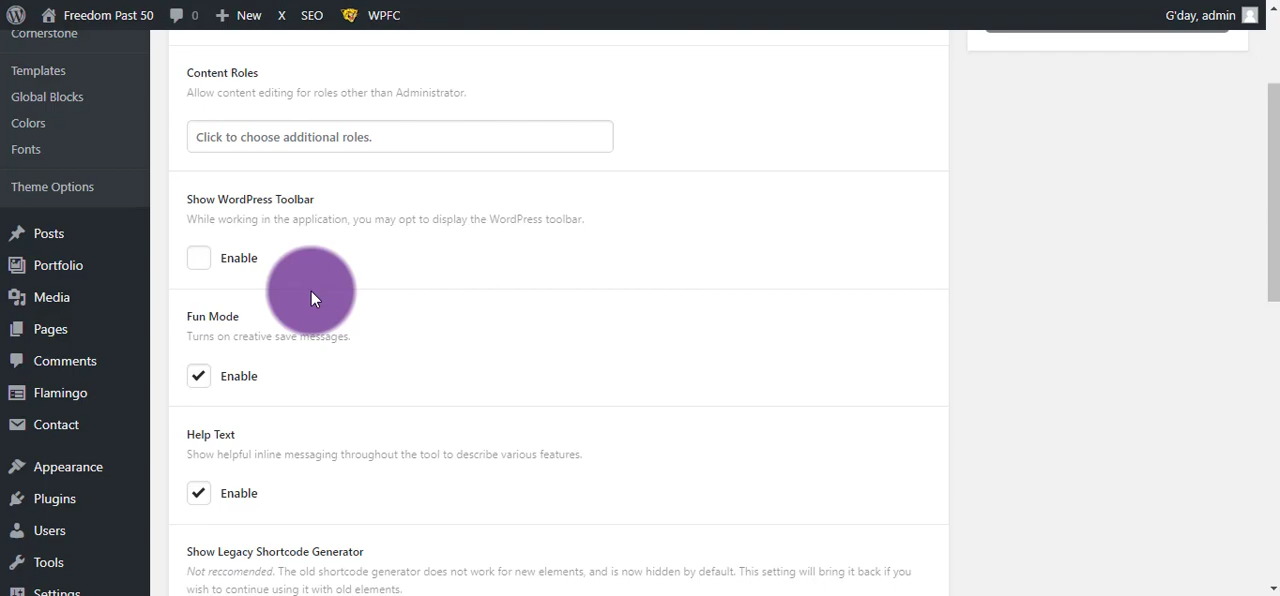 Freedom Past 50 0 New X SEO WPFC G'day, admin
Cornerstone
Templates
Global Blocks
Colors
Fonts
Theme Options
Posts
Portfolio
Media
Pages
Comments
Flamingo
Contact
Appearance
Plugins
Users
Tools
Settings
Content Roles
Allow content editing for roles other than Administrator.
Click to choose additional roles.
Show WordPress Toolbar
While working in the application, you may opt to display the WordPress toolbar.
Enable
Fun Mode
Turns on creative save messages.
Enable
Help Text
Show helpful inline messaging throughout the tool to describe various features.
Enable
Show Legacy Shortcode Generator
Not reccomended. The old shortcode generator does not work for new elements, and is now hidden by default. This setting will bring it back if you
wish to continue using it with old elements.